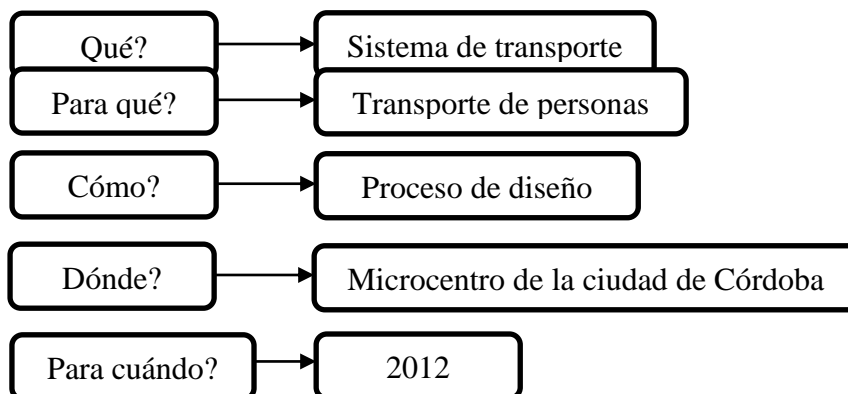 Qué? Sistema de transporte
Para qué? Transporte de personas
Cómo? Proceso de diseño
Dónde? Microcentro de la ciudad de Córdoba
Para cuándo? 2012